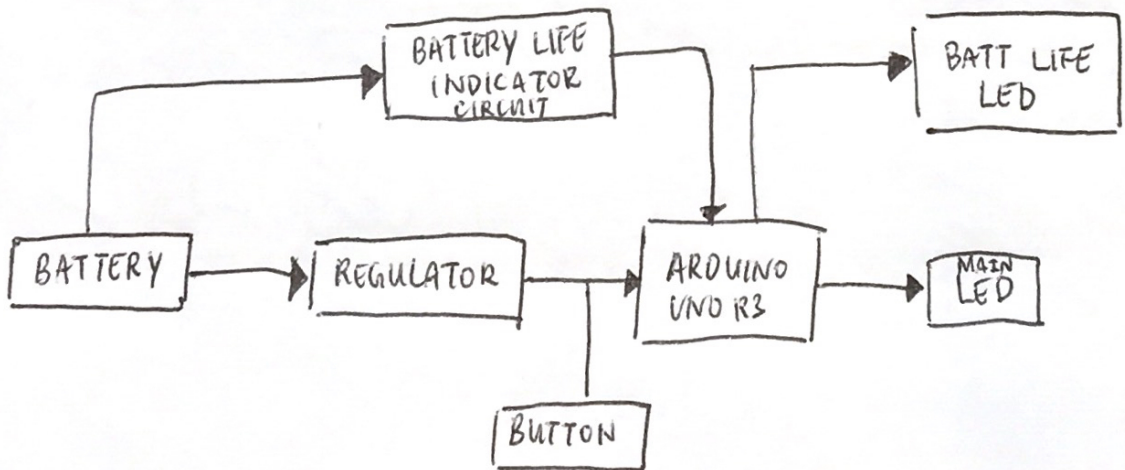 BATTERY LIFE
INDICATOR
CIRCUIT
BATT LIFE
LED
BATTERY
REGULATOR
ARDUINO
UNO R3
MAIN
LED
BUTTON